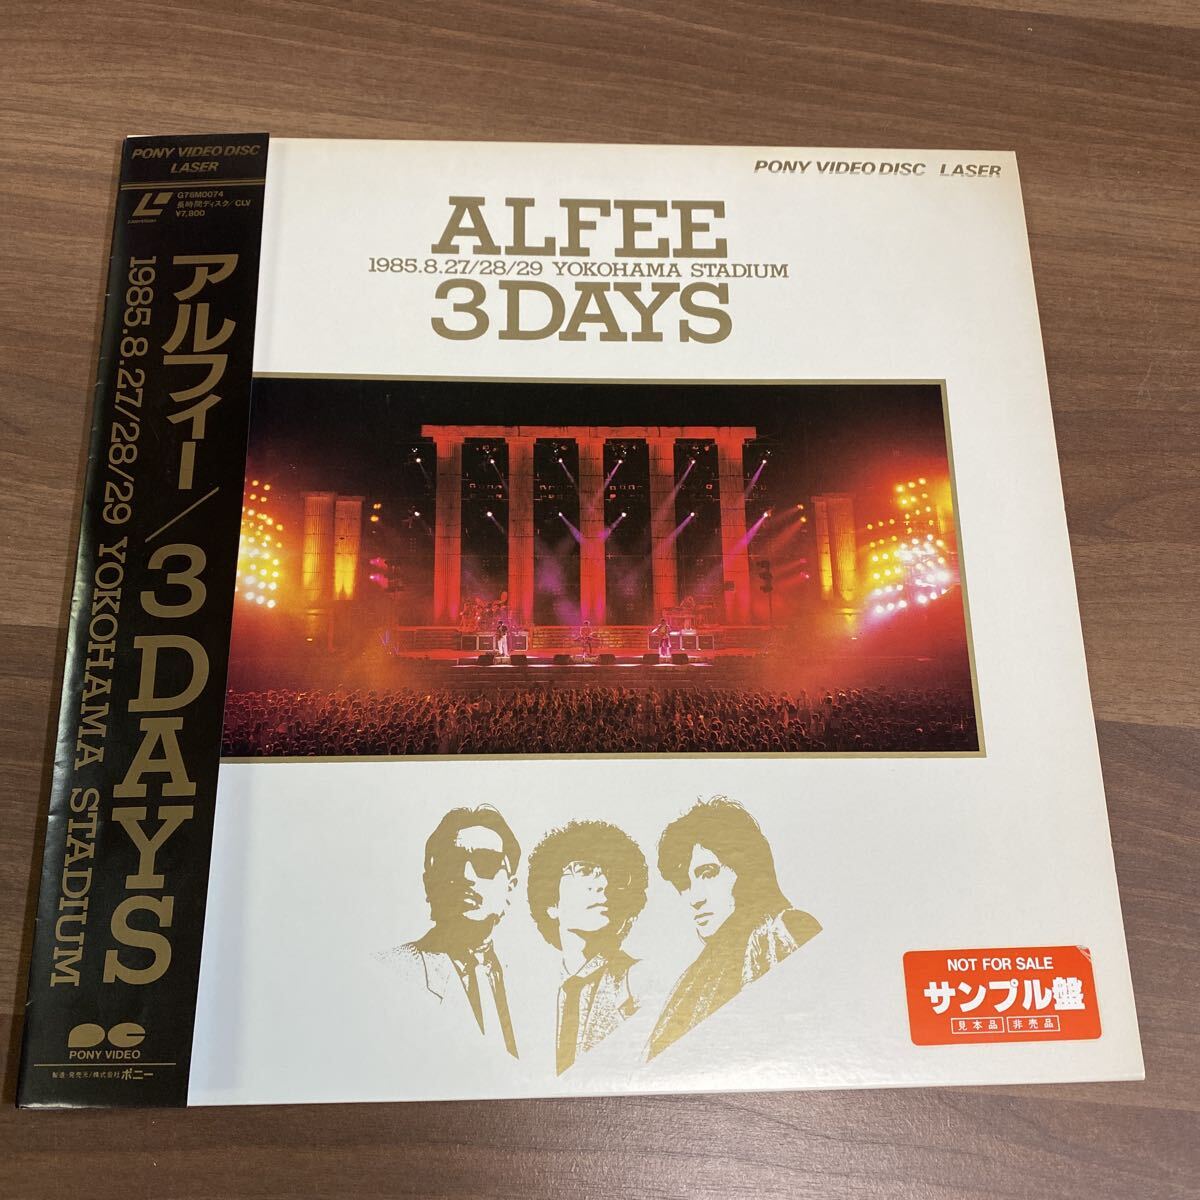 PONY VIDEO DISC
LASER
G78M0074
長時間ディスク/CLV
¥7,800
アルフィー/3DAYS
1985.8.27/28/29 YOKOHAMA STADIUM
PONY VIDEO
製造・発売元/株式会社ポニー
PONY VIDEO DISC LASER
ALFEE
1985.8.27/28/29 YOKOHAMA STADIUM
3DAYS
NOT FOR SALE
サンプル盤
見本品 非売品